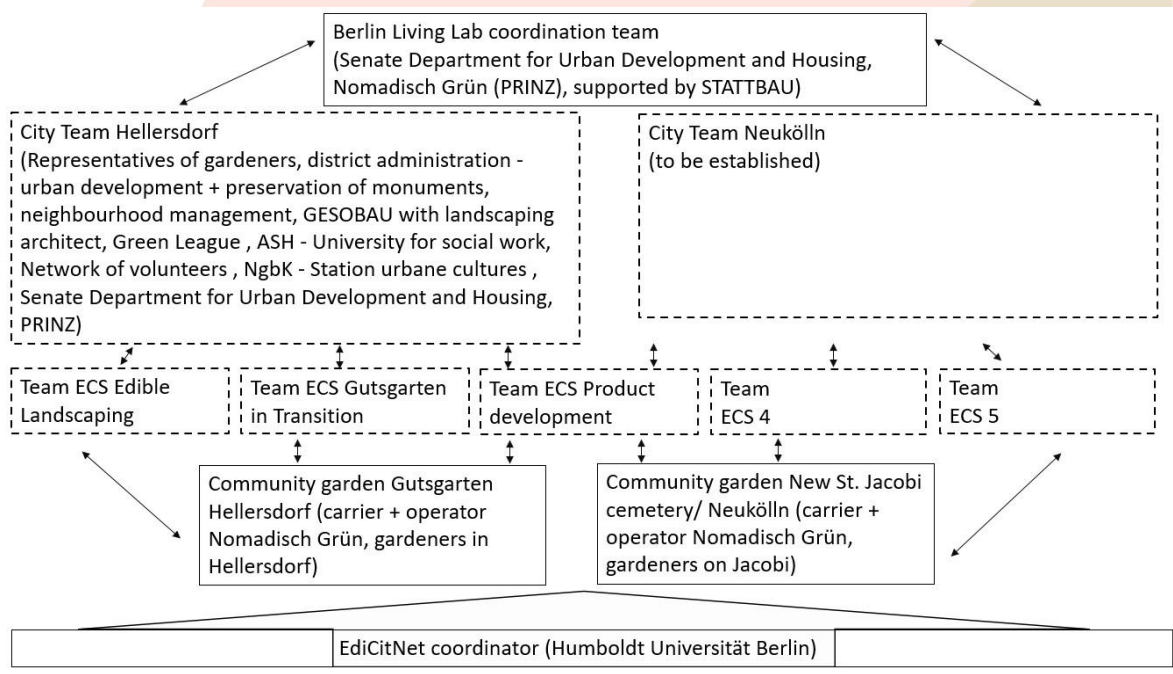 Berlin Living Lab coordination team
(Senate Department for Urban Development and Housing,
Nomadisch Grün (PRINZ), supported by STATTBAU)
City Team Hellersdorf
(Representatives of gardeners, district administration -
urban development + preservation of monuments,
neighbourhood management, GESOBAU with landscaping
architect, Green League , ASH - University for social work,
Network of volunteers , NgbK - Station urbane cultures ,
Senate Department for Urban Development and Housing,
PRINZ)
City Team Neukölln
(to be established)
Team ECS Edible
Landscaping
Team ECS Gutsgarten
in Transition
Team ECS Product
development
Team
ECS 4
Team
ECS 5
Community garden Gutsgarten
Hellersdorf (carrier + operator
Nomadisch Grün, gardeners in
Hellersdorf)
Community garden New St. Jacobi
cemetery/ Neukölln (carrier +
operator Nomadisch Grün,
gardeners on Jacobi)
EdiCitNet coordinator (Humboldt Universität Berlin)